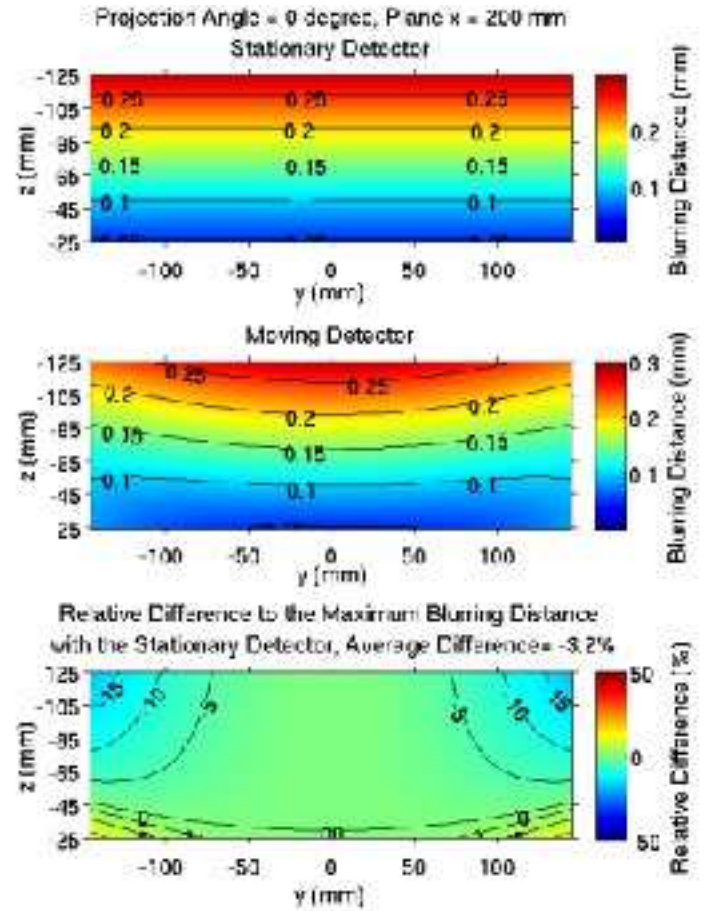 Projection Angle = 0 degree, Plane x = 200 mm
Stationary Detector
-125
-105
-85
-65
-45
-25
z (mm)
0.25 0.25 0.25
0.2 0.2 0.2
0.15 0.15 0.15
0.1 0.1 0.1
-100 -50 0 50 100
y (mm)
0.2
0.1
Blurring Distance (mm)
Moving Detector
-125
-105
-85
-65
-45
25
z (mm)
0.25 0.25
0.2 0.2 0.2
0.15 0.15 0.15
0.1 0.1 0.1
-100 -50 0 50 100
y (mm)
0.3
0.2
0.1
Blurring Distance (mm)
Relative Difference to the Maximum Blurring Distance
with the Stationary Detector, Average Difference= -3.2%
125
-105
-85
-65
-45
25
z (mm)
-15 -10 -5 -5 -10 -15
0 0
-100 -50 0 50 100
y (mm)
50
0
50
Relative Difference (%)